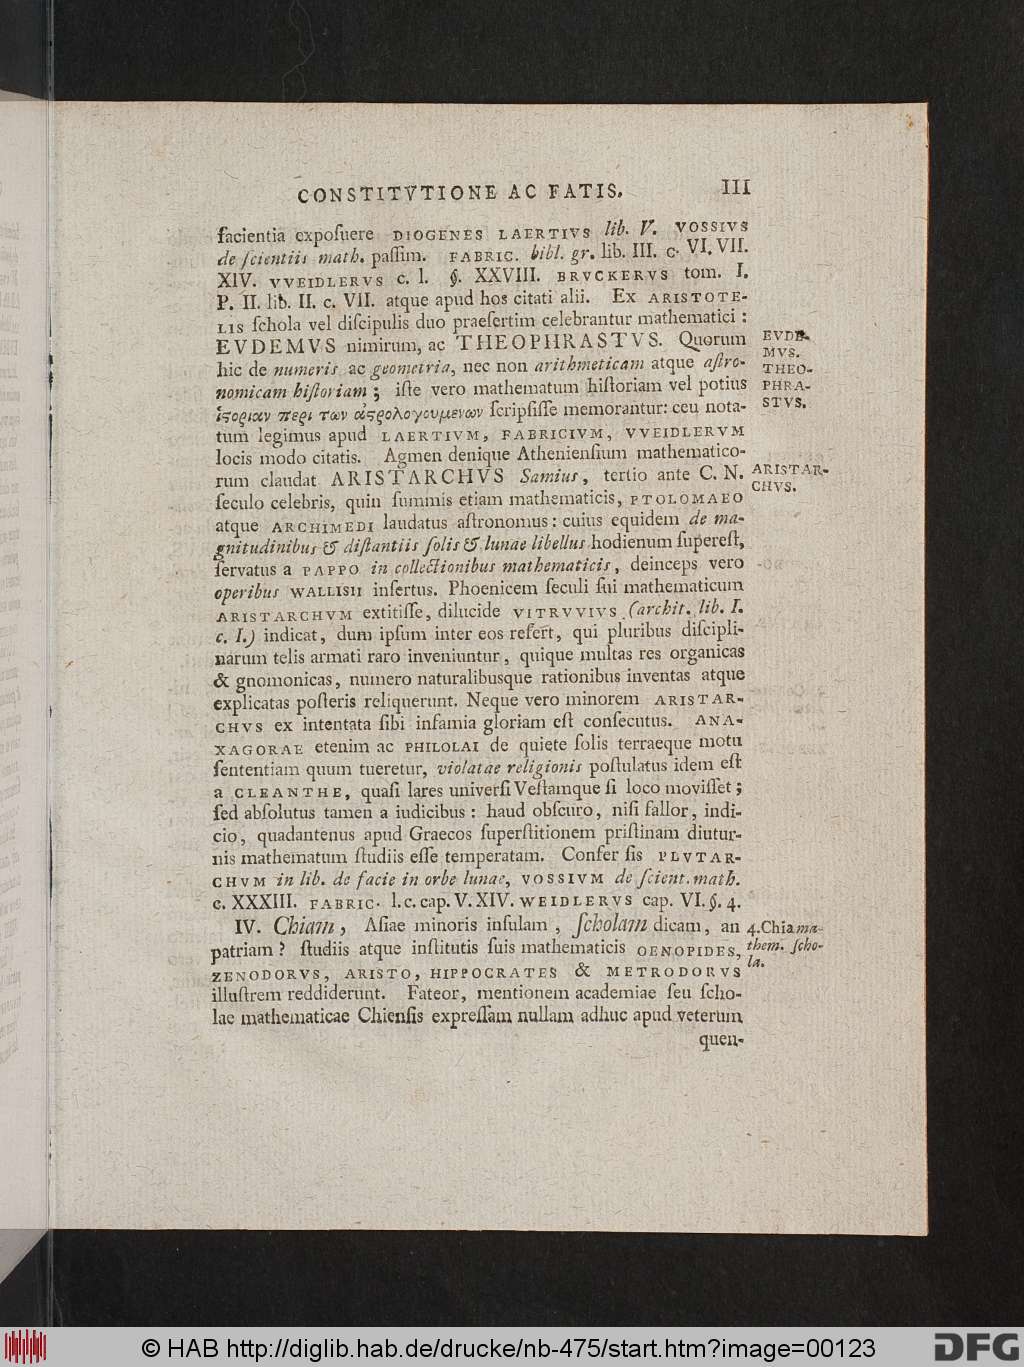 CONSTITVTIONE AC FATIS. III
facientia expoſuere DIOGENES LAERTIVS lib. V. VOSSIVS
de ſcientiis math. paſſim. FABRIC. bibl. gr. lib. III. c. VI. VII.
XIV. VVEIDLERVS c. l. §. XXVIII. BRVCKERVS tom. I.
P. II. lib. II. c. VII. atque apud hos citati alii. Ex ARISTOTE-
LIS ſchola vel diſcipulis duo praeſertim celebrantur mathematici :
EVDEMVS nimirum, ac THEOPHRASTVS. Quorum
hic de numeris ac geometria, nec non arithmeticam atque aſtro-
nomicam hiſtoriam ; iſte vero mathematum hiſtoriam vel potius
ἱϛοριαν περι των ἀϛρολογουμενων ſcripſiſſe memorantur: ceu nota-
tum legimus apud LAERTIVM, FABRICIVM, VVEIDLERVM
locis modo citatis. Agmen denique Athenienſium mathematico-
rum claudat ARISTARCHVS Samius, tertio ante C. N.
ſeculo celebris, quin ſummis etiam mathematicis, PTOLOMAEO
atque ARCHIMEDI laudatus aſtronomus: cuius equidem de ma-
gnitudinibus & diſtantiis ſolis & lunae libellus hodienum ſupereſt,
ſervatus a PAPPO in collectionibus mathematicis, deinceps vero
operibus WALLISII inſertus. Phoenicem ſeculi ſui mathematicum
ARISTARCHVM extitiſſe, dilucide VITRVVIVS (archit. lib. I.
c. I.) indicat, dum ipſum inter eos refert, qui pluribus diſcipli-
narum telis armati raro inveniuntur, quique multas res organicas
& gnomonicas, numero naturalibusque rationibus inventas atque
explicatas poſteris reliquerunt. Neque vero minorem ARISTAR-
CHVS ex intentata ſibi infamia gloriam eſt conſecutus. ANA-
XAGORAE etenim ac PHILOLAI de quiete ſolis terraeque motu
ſententiam quum tueretur, violatae religionis poſtulatus idem eſt
a CLEANTHE, quaſi lares univerſi Veſtamque ſi loco moviſſet ;
ſed abſolutus tamen a iudicibus : haud obſcuro, niſi fallor, indi-
cio, quadantenus apud Graecos ſuperſtitionem priſtinam diutur-
nis mathematum ſtudiis eſſe temperatam. Confer ſis PLVTAR-
CHVM in lib. de facie in orbe lunae, VOSSIVM de ſcient. math.
c. XXXIII. FABRIC. l. c. cap. V. XIV. WEIDLERVS cap. VI. §. 4.
IV. Chiam, Aſiae minoris inſulam, ſcholam dicam, an
patriam ? ſtudiis atque inſtitutis ſuis mathematicis OENOPIDES,
ZENODORVS, ARISTO, HIPPOCRATES & METRODORVS
illuſtrem reddiderunt. Fateor, mentionem academiae ſeu ſcho-
lae mathematicae Chienſis expreſſam nullam adhuc apud veterum
quen-
EVDE-
MVS.
THEO-
PHRA-
STVS.
ARISTAR-
CHVS.
4. Chia ma-
them. ſcho-
la.
© HAB http://diglib.hab.de/drucke/nb-475/start.htm?image=00123
DFG